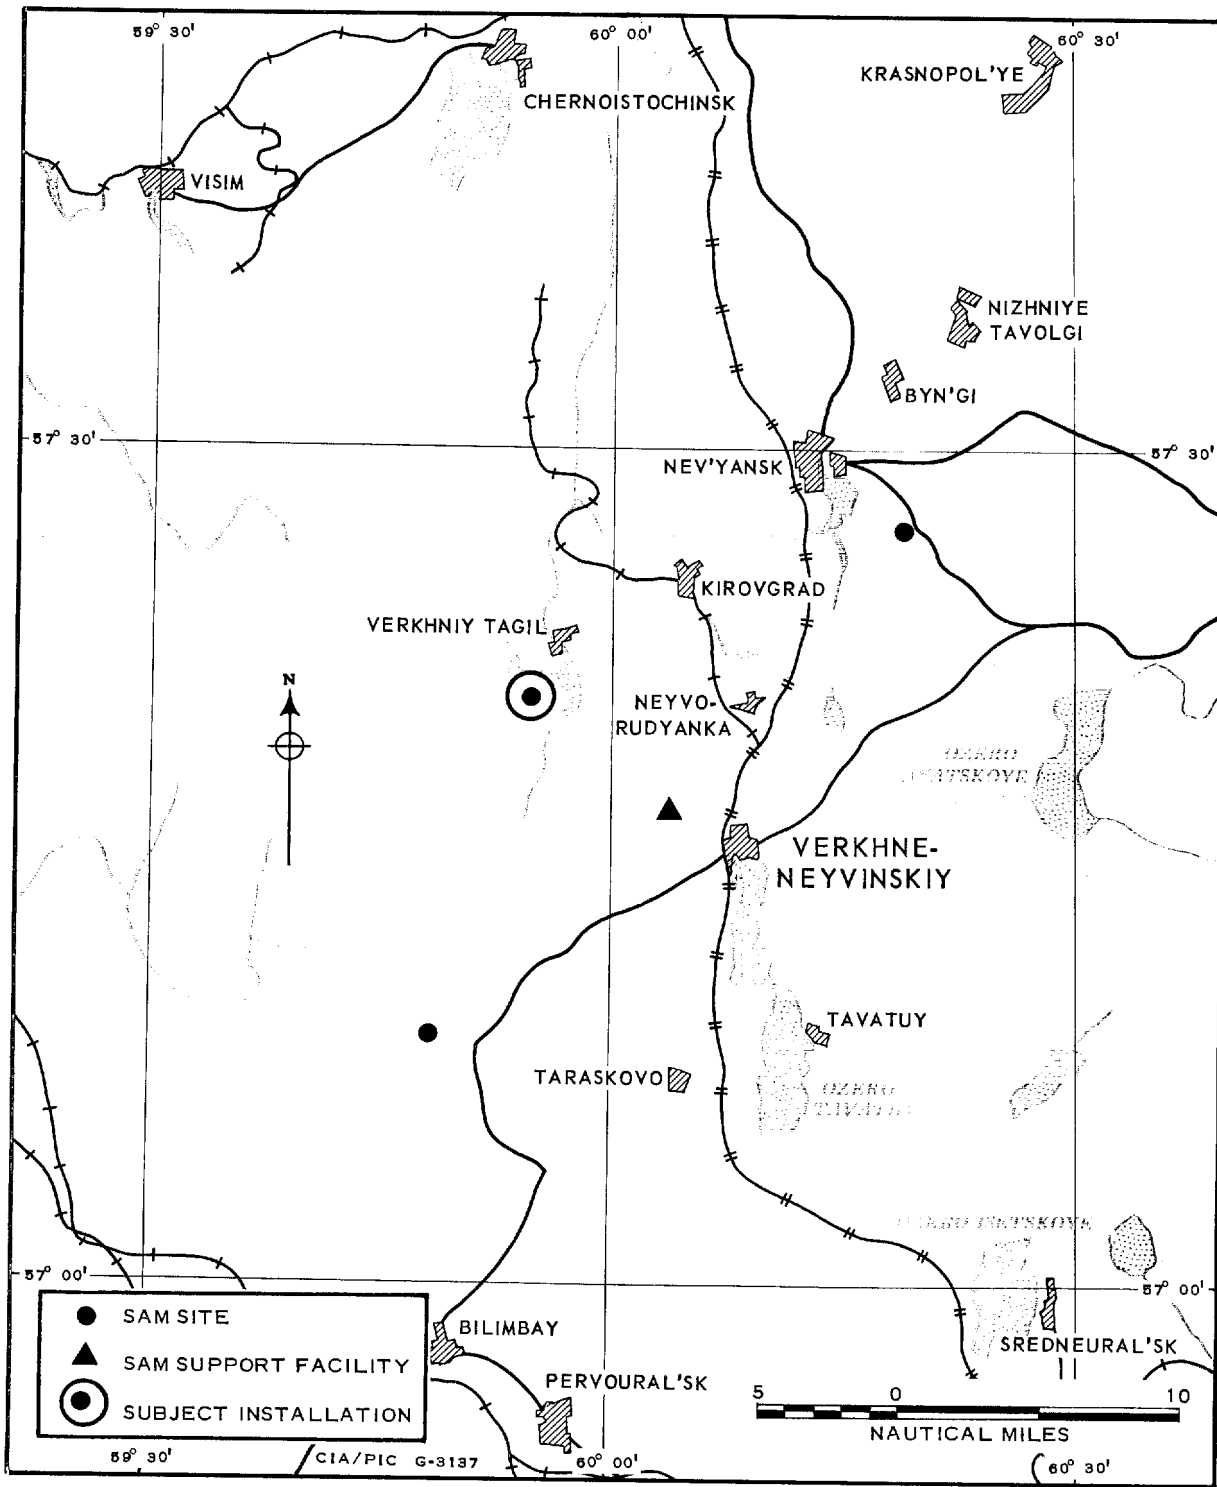 59° 30'
60° 00'
60° 30'
KRASNOPOL'YE
CHERNOISTOCHINSK
VISIM
NIZHNIYE
TAVOLGI
BYN'GI
57° 30'
57° 30'
NEV'YANSK
KIROVGRAD
VERKHNIY TAGIL
N
NEYVO-
RUDYANKA
OZERO
VERKHNE-
NEYVINSKIY
TAVATUY
TARASKOVO
OZERO
57° 00'
57° 00'
SAM SITE
SAM SUPPORT FACILITY
SUBJECT INSTALLATION
BILIMBAY
SREDNEURAL'SK
PERVOURAL'SK
5 0 10
NAUTICAL MILES
59° 30'
CIA/PIC G-3137
60° 00'
60° 30'